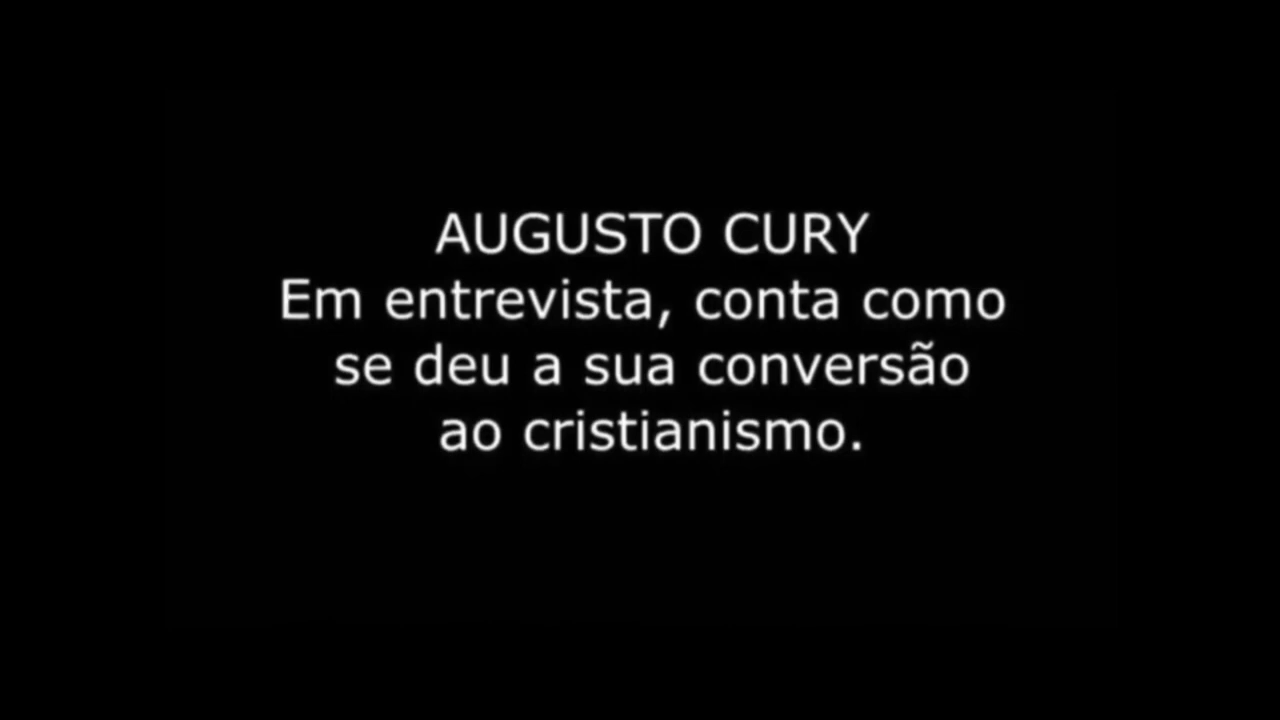 AUGUSTO CURY
Em entrevista, conta como
se deu a sua conversão
ao cristianismo.